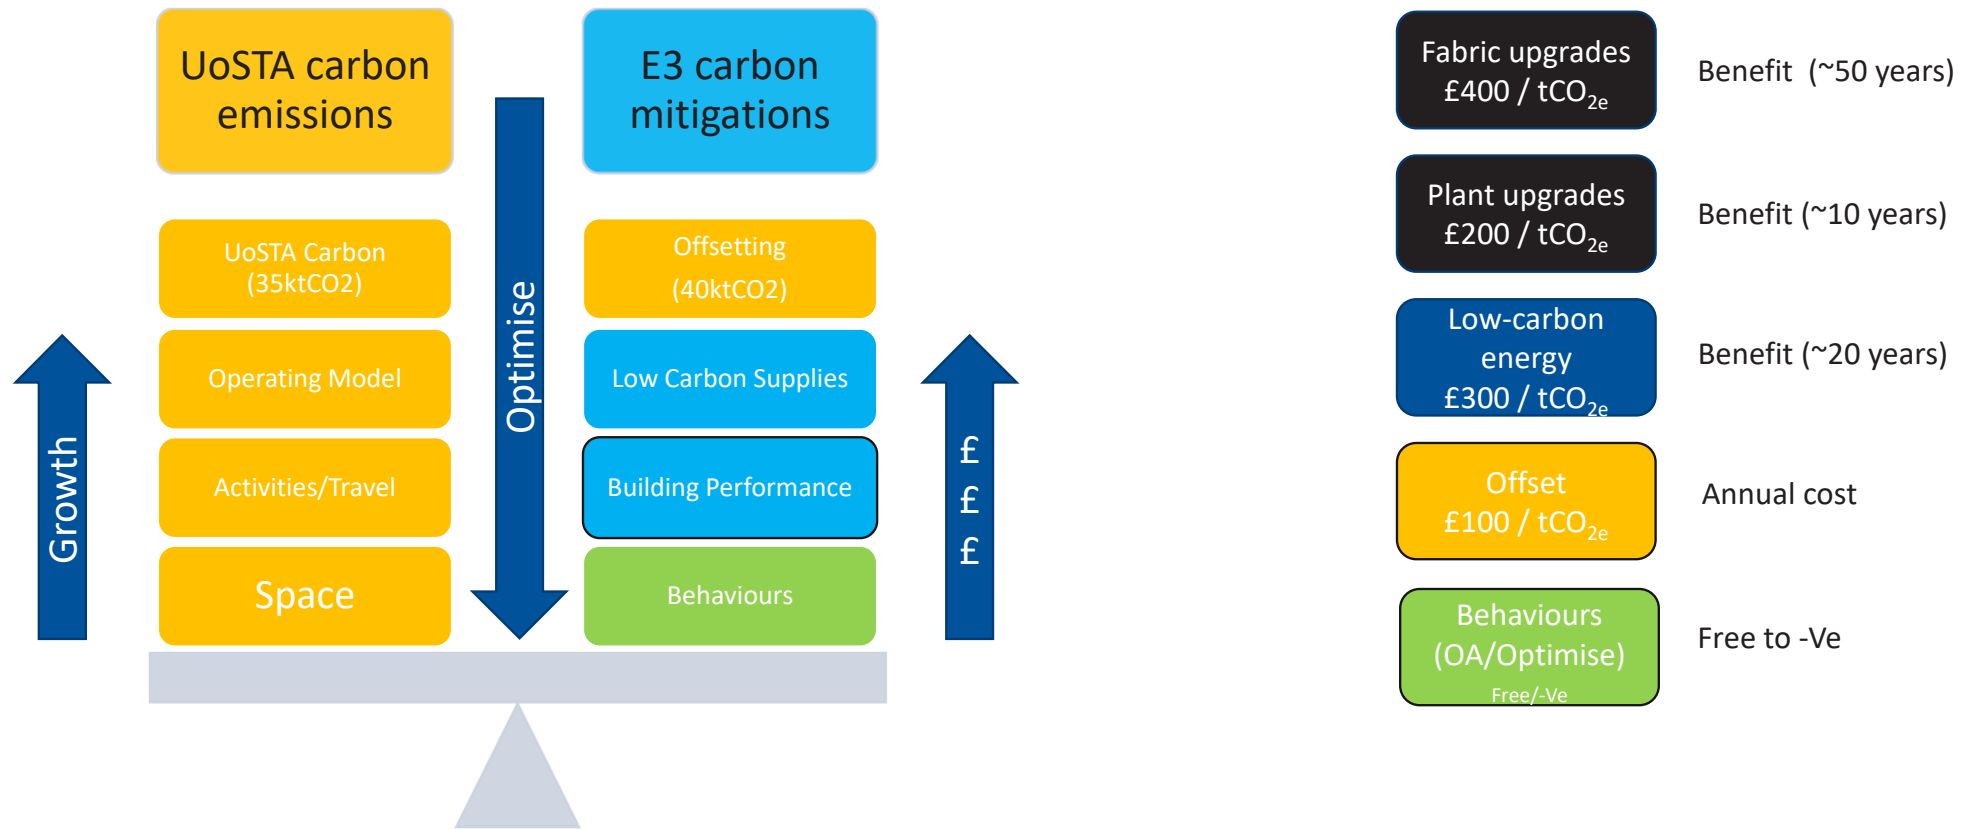 UoSTA carbon
emissions
E3 carbon
mitigations
UoSTA Carbon
(35ktCO2)
Operating Model
Activities/Travel
Space
Growth
Optimise
Offsetting
(40ktCO2)
Low Carbon Supplies
Building Performance
Behaviours
£
£
£
Fabric upgrades
£400 / tCO2e
Benefit (~50 years)
Plant upgrades
£200 / tCO2e
Benefit (~10 years)
Low-carbon
energy
£300 / tCO2e
Benefit (~20 years)
Offset
£100 / tCO2e
Annual cost
Behaviours
(OA/Optimise)
Free/-Ve
Free to -Ve